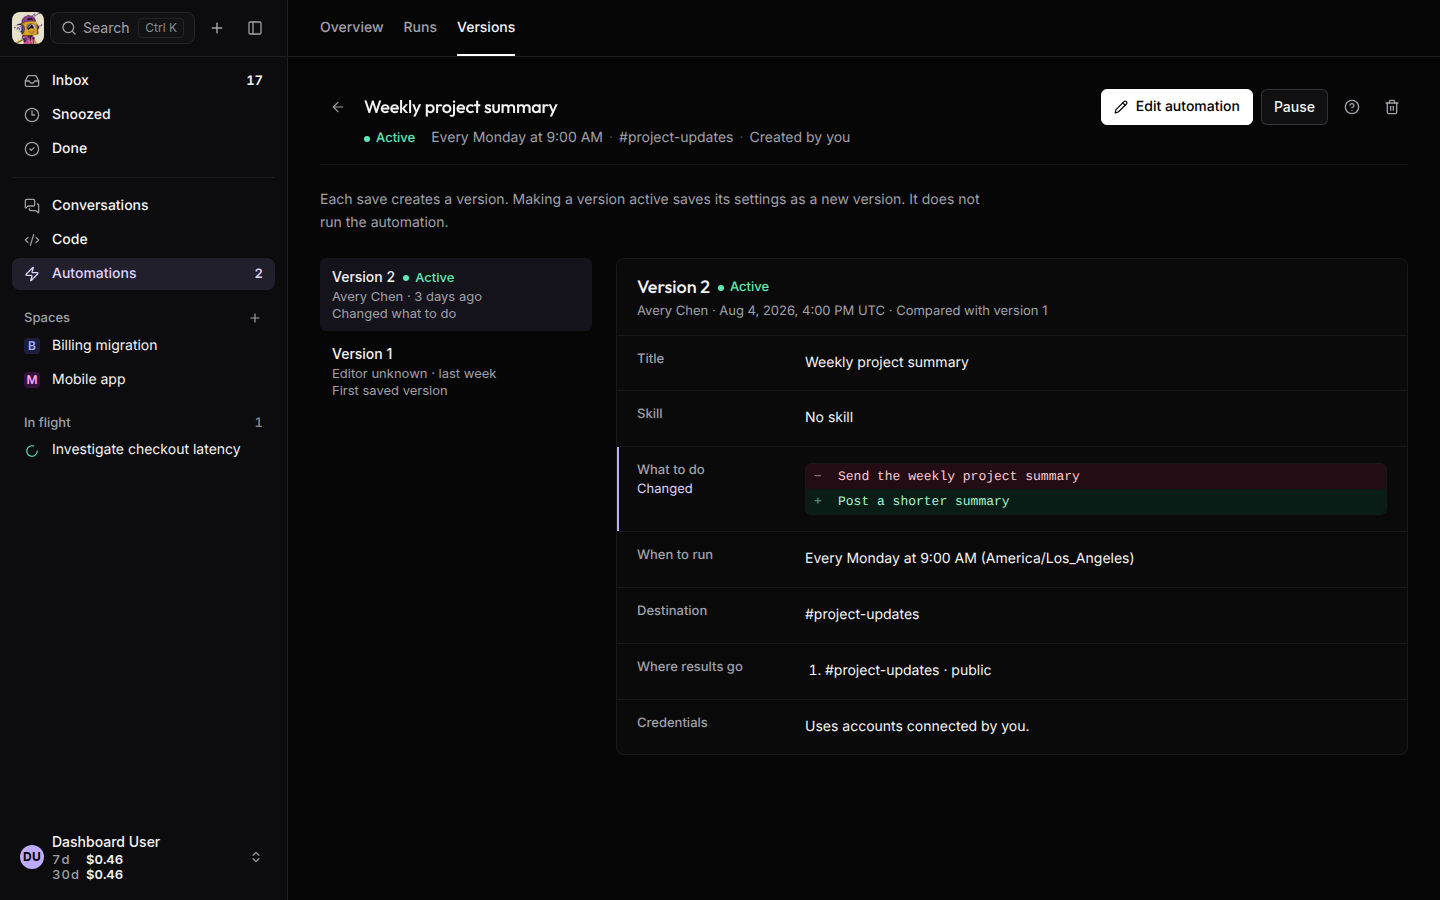 Search Ctrl K
Overview Runs Versions
Inbox 17
Snoozed
Done
Conversations
Code
Automations 2
Spaces
B Billing migration
M Mobile app
In flight 1
Investigate checkout latency
DU Dashboard User
7d $0.46
30d $0.46
Weekly project summary
Edit automation Pause
Active Every Monday at 9:00 AM · #project-updates · Created by you
Each save creates a version. Making a version active saves its settings as a new version. It does not
run the automation.
Version 2 Active
Avery Chen · 3 days ago
Changed what to do
Version 1
Editor unknown · last week
First saved version
Version 2 Active
Avery Chen · Aug 4, 2026, 4:00 PM UTC · Compared with version 1
Title Weekly project summary
Skill No skill
What to do
Changed
− Send the weekly project summary
+ Post a shorter summary
When to run Every Monday at 9:00 AM (America/Los_Angeles)
Destination #project-updates
Where results go 1. #project-updates · public
Credentials Uses accounts connected by you.